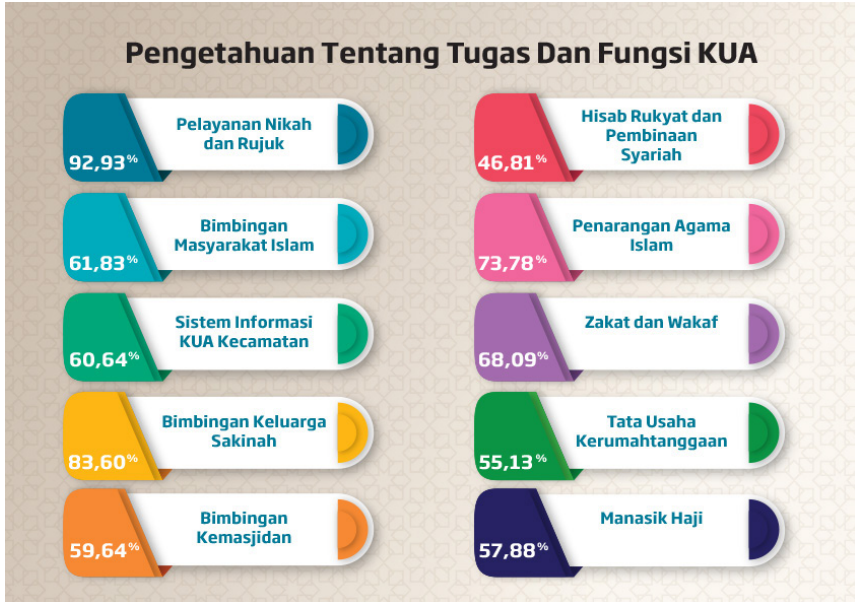 Pengetahuan Tentang Tugas Dan Fungsi KUA
Pelayanan Nikah
dan Rujuk
92,93%
Bimbingan
Masyarakat Islam
61,83%
Sistem Informasi
KUA Kecamatan
60,64%
Bimbingan Keluarga
Sakinah
83,60%
Bimbingan
Kemasjidan
59,64%
Hisab Rukyat dan
Pembinaan
Syariah
46,81%
Penarangan Agama
Islam
73,78%
Zakat dan Wakaf
68,09%
Tata Usaha
Kerumahtanggaan
55,13%
Manasik Haji
57,88%